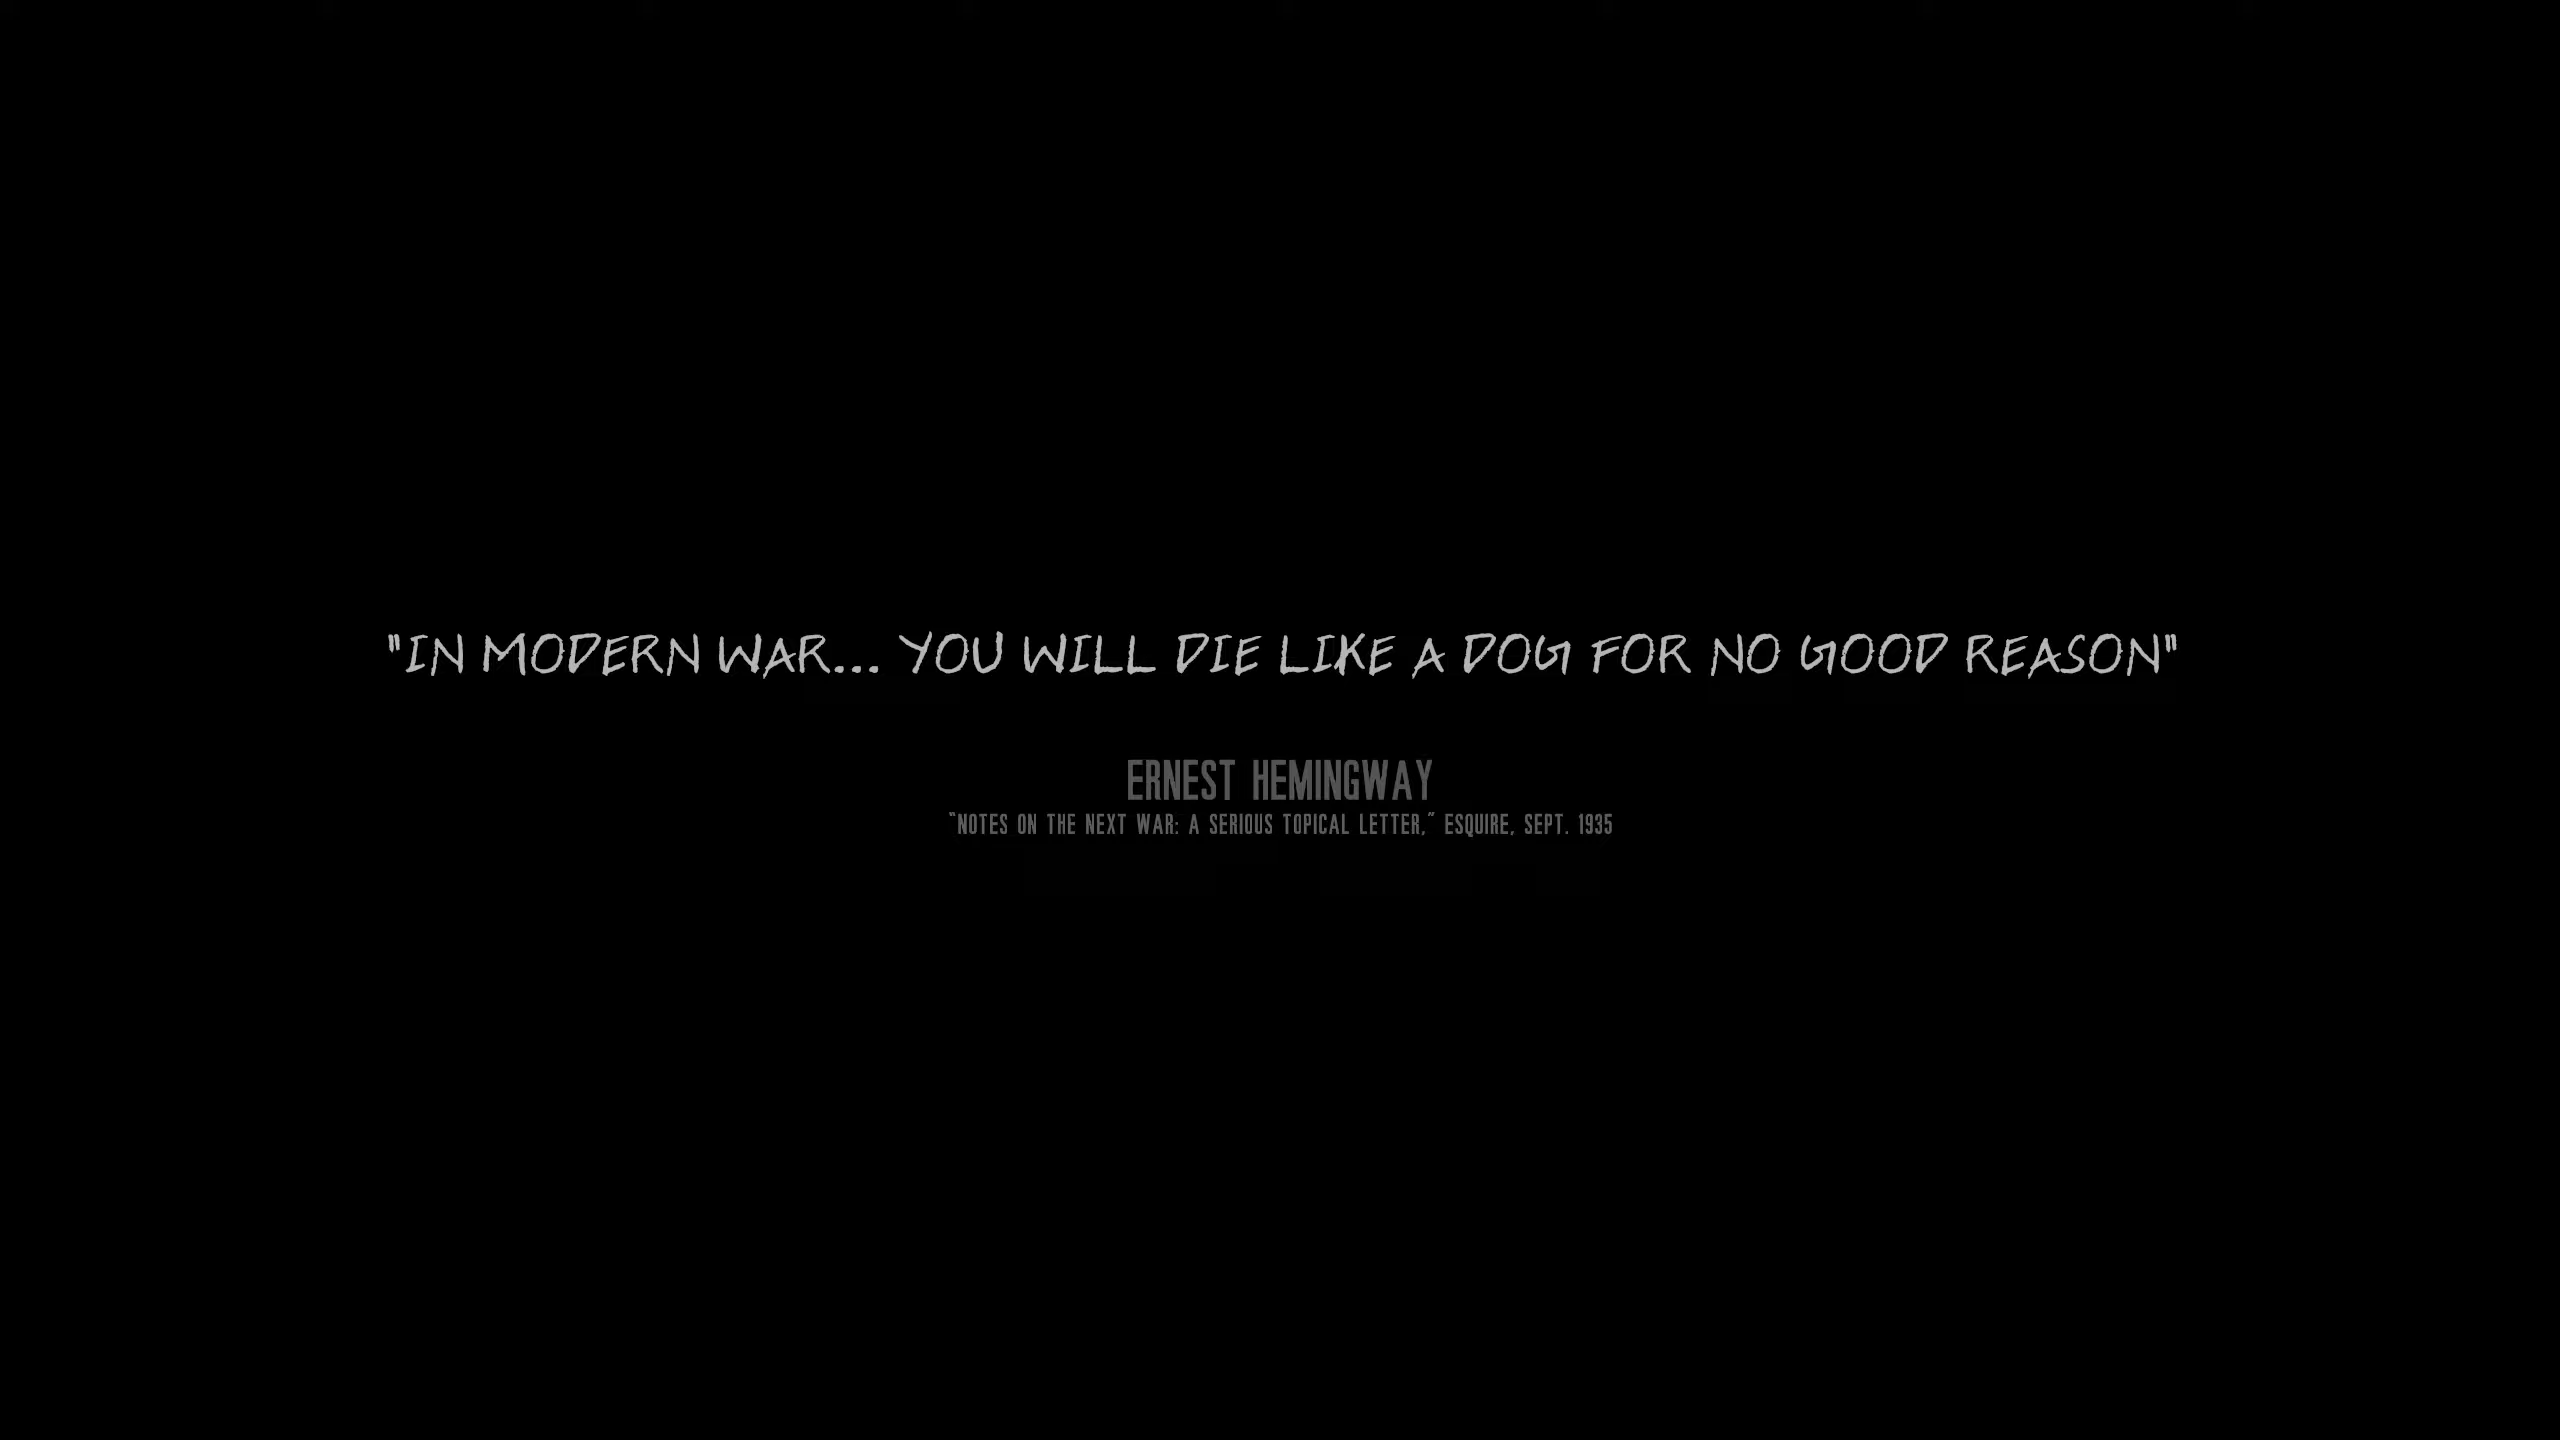 "IN MODERN WAR... YOU WILL DIE LIKE A DOG FOR NO GOOD REASON"
ERNEST HEMINGWAY
"NOTES ON THE NEXT WAR: A SERIOUS TOPICAL LETTER," ESQUIRE, SEPT. 1935